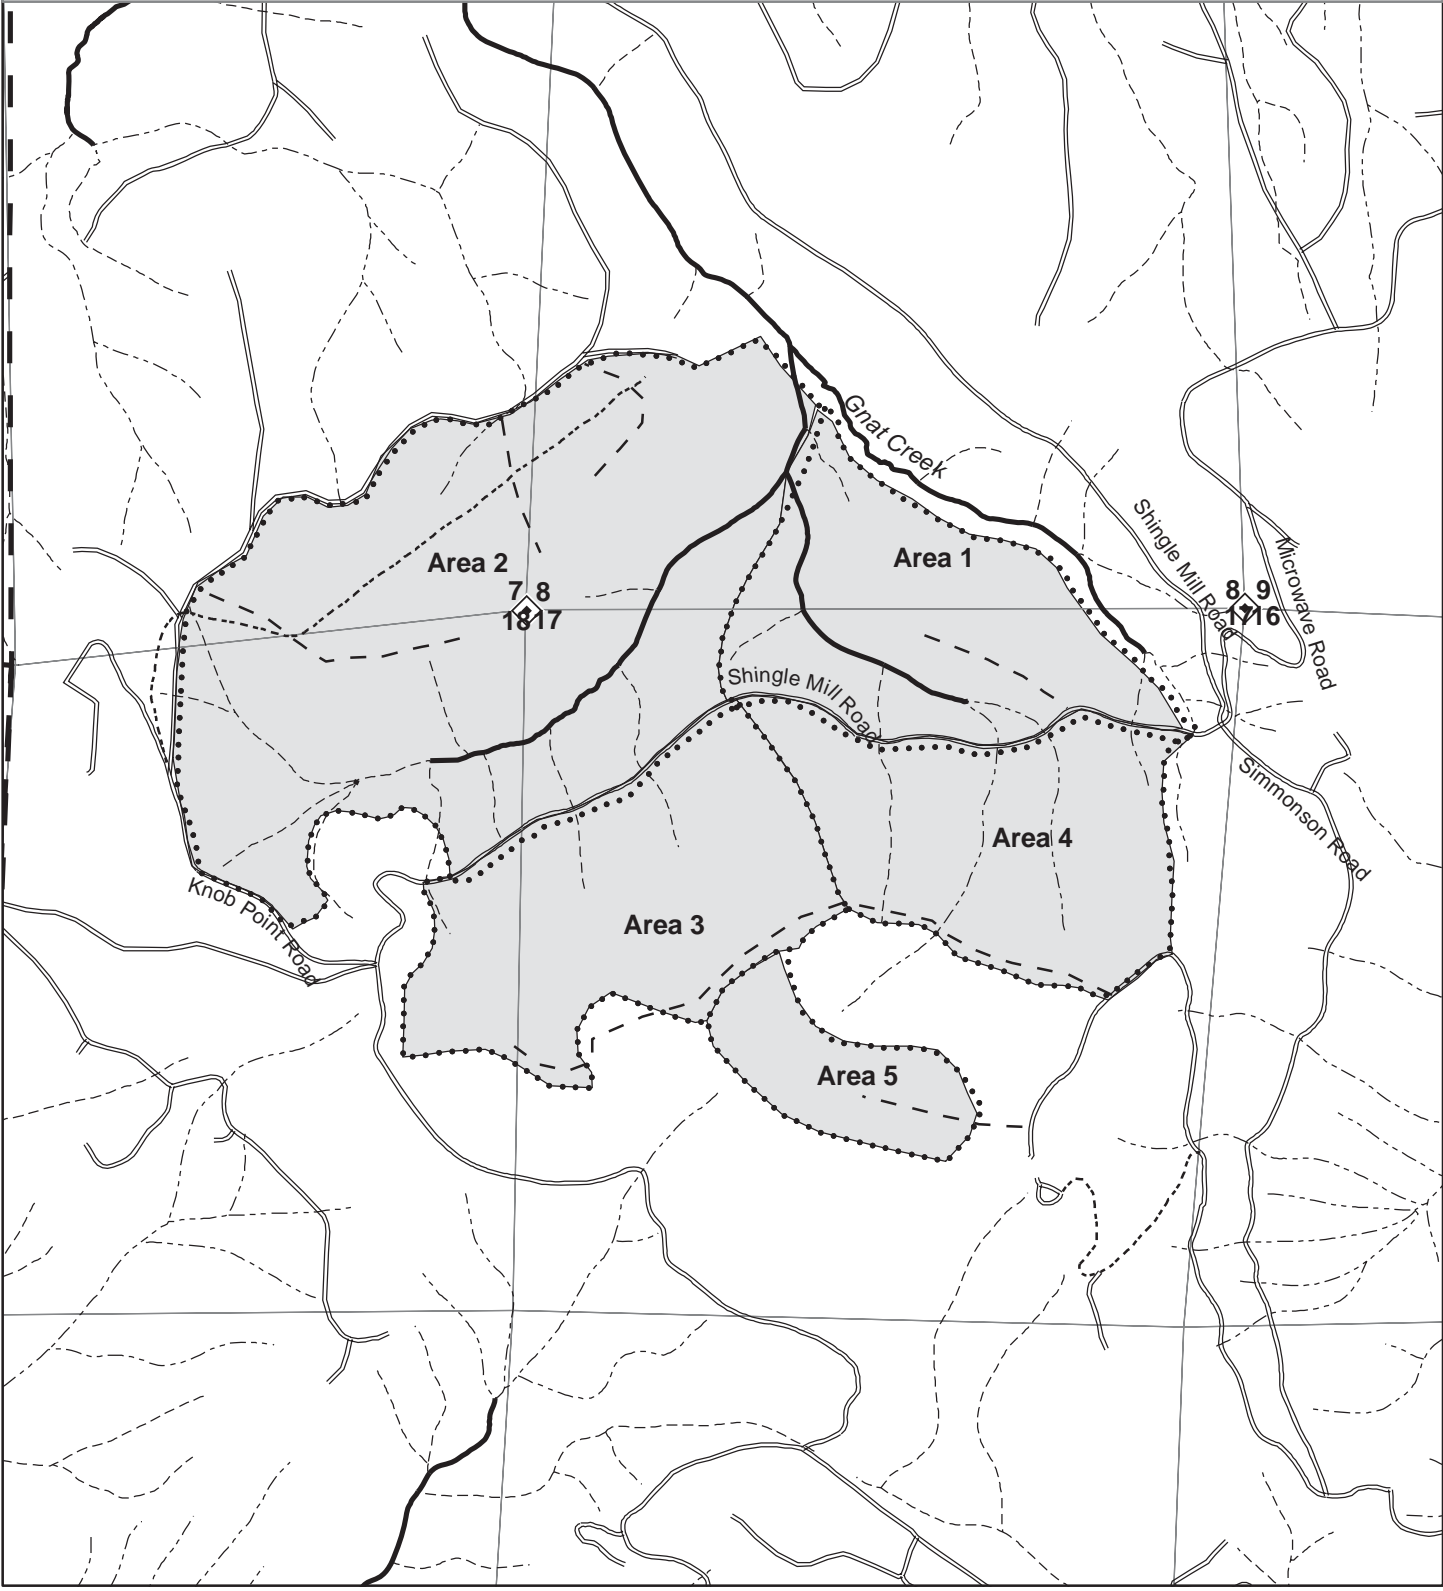 Gnat Creek
Shingle Mill Road
Microwave Road
Area 2
Area 1
7 8
18 17
8 9
17 16
Shingle Mill Road
Simmonson Road
Area 4
Knob Point Road
Area 3
Area 5